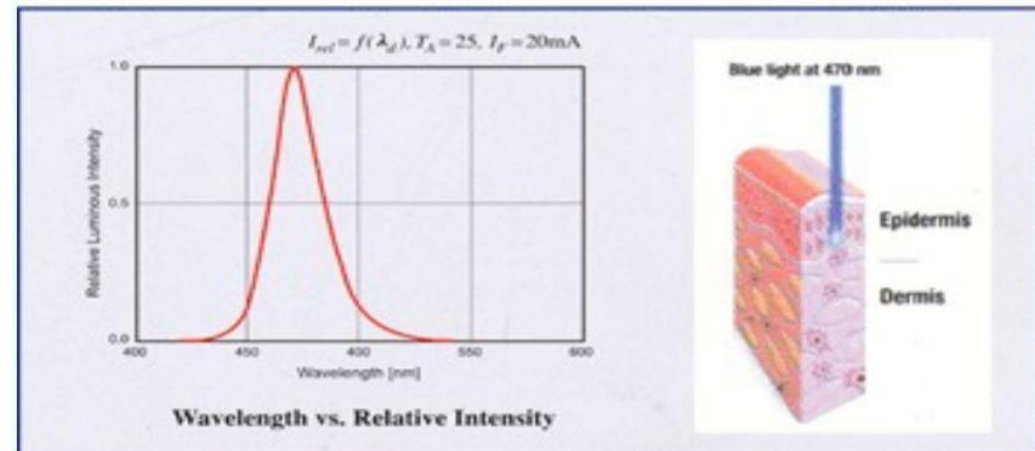 I_rel = f(λ_d), T_A = 25, I_F = 20mA
1.0
0.5
0.0
Relative Luminous Intensity
400 450 400 550 600
Wavelength [nm]
Wavelength vs. Relative Intensity
Blue light at 470 nm
Epidermis
Dermis